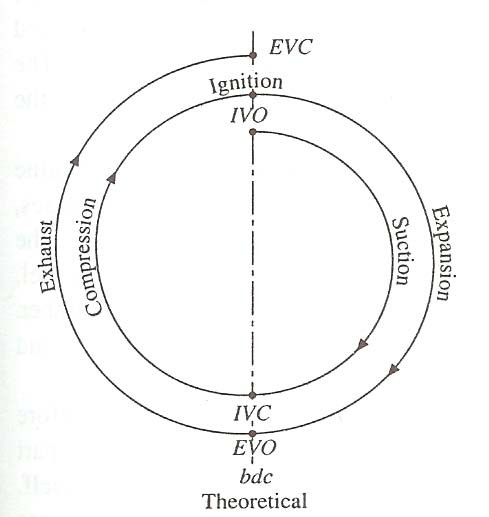 EVC
Ignition
IVO
Exhaust
Compression
Suction
Expansion
IVC
EVO
bdc
Theoretical